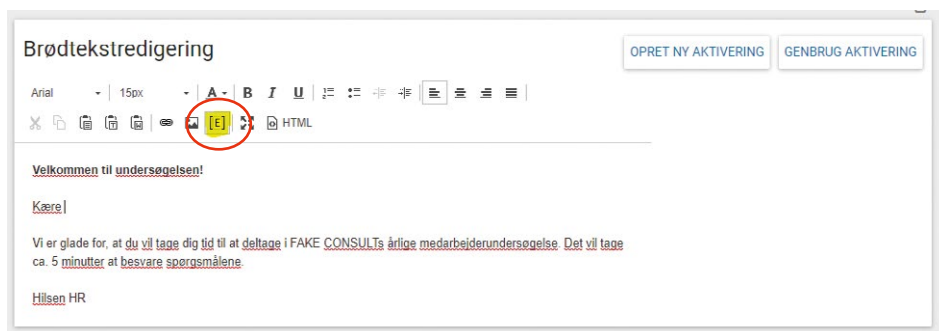 Brødtekstredigering
OPRET NY AKTIVERING
GENBRUG AKTIVERING
Arial 15px A B I U
[E] HTML
Velkommen til undersøgelsen!
Kære
Vi er glade for, at du vil tage dig tid til at deltage i FAKE CONSULTs årlige medarbejderundersøgelse. Det vil tage
ca. 5 minutter at besvare spørgsmålene.
Hilsen HR